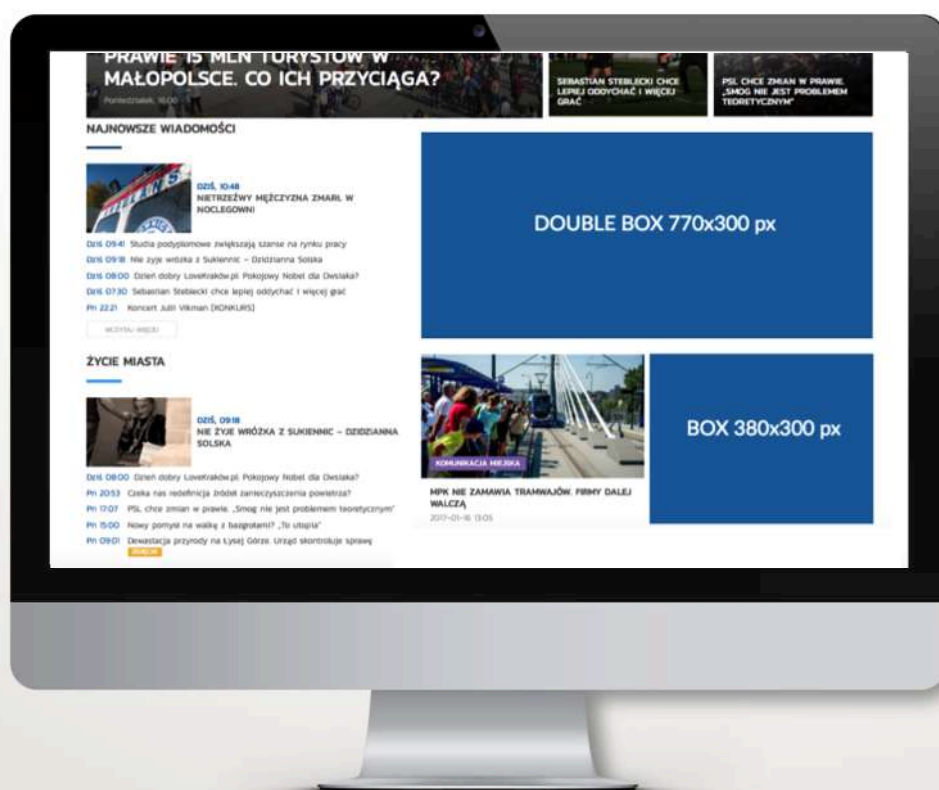 PRAWIE 15 MLN TURYSTÓW W
MAŁOPOLSCE. CO ICH PRZYCIĄGA?
Poniedziałek, 16:00
SEBASTIAN STEBLECKI CHCE
LEPIEJ ODDYCHAĆ I WIĘCEJ
GRAĆ
PSL CHCE ZMIAN W PRAWIE.
„SMOG NIE JEST PROBLEMEM
TEORETYCZNYM"
NAJNOWSZE WIADOMOŚCI
DZIŚ, 10:48
NIETRZEŹWY MĘŻCZYZNA ZMARŁ W
NOCLEGOWNI
Dziś 09:41 Studia podyplomowe zwiększają szanse na rynku pracy
Dziś 09:18 Nie żyje wróżka z Sukiennic – Dzidzianna Solska
Dziś 08:00 Dzień dobry LoveKraków.pl. Pokojowy Nobel dla Owsiaka?
Dziś 07:30 Sebastian Steblecki chce lepiej oddychać i więcej grać
Pn 22:21 Koncert Julii Vikman [KONKURS]
WCZYTAJ WIĘCEJ
DOUBLE BOX 770x300 px
ŻYCIE MIASTA
DZIŚ, 09:18
NIE ŻYJE WRÓŻKA Z SUKIENNIC – DZIDZIANNA
SOLSKA
Dziś 08:00 Dzień dobry LoveKraków.pl. Pokojowy Nobel dla Owsiaka?
Pn 20:53 Czeka nas redefinicja źródeł zanieczyszczenia powietrza?
Pn 17:07 PSL chce zmian w prawie. „Smog nie jest problemem teoretycznym"
Pn 15:00 Nowy pomysł na walkę z bazgrołami? „To utopia"
Pn 09:01 Dewastacja przyrody na Łysej Górze. Urząd skontroluje sprawę
ZDJĘCIA
KOMUNIKACJA MIEJSKA
MPK NIE ZAMAWIA TRAMWAJÓW. FIRMY DALEJ
WALCZĄ
2017-01-16 13:05
BOX 380x300 px